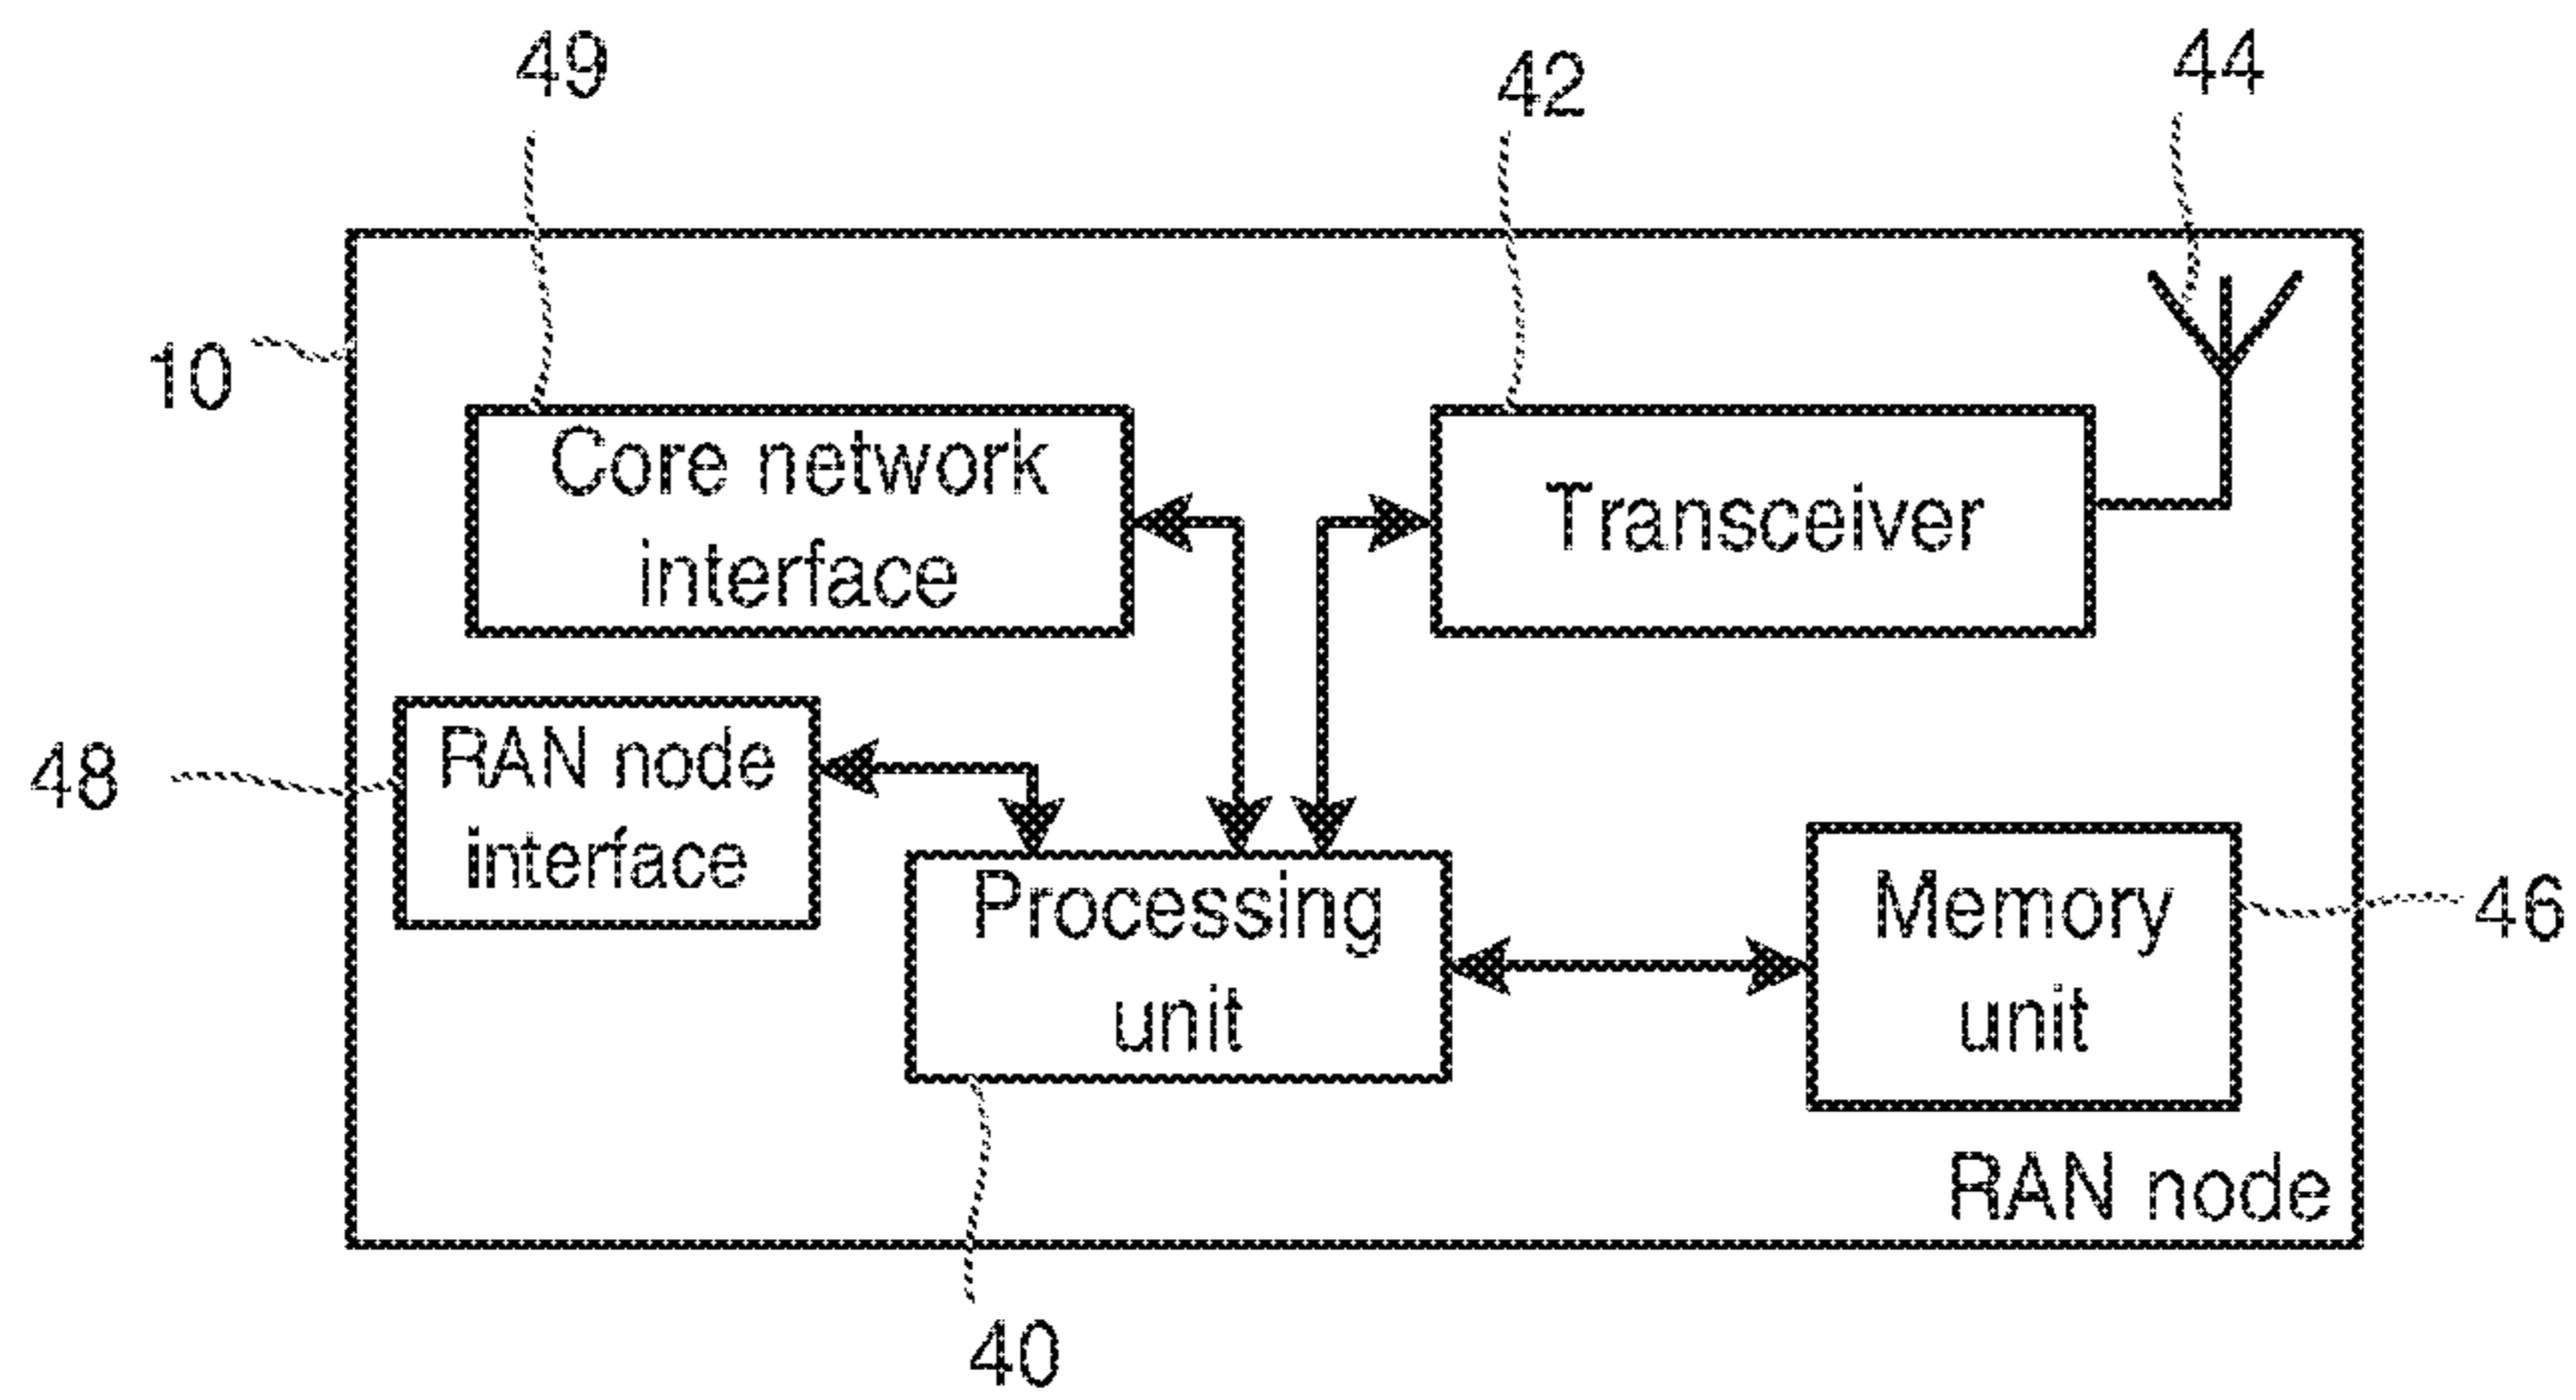 49
42
44
10
Core network
interface
Transceiver
48
RAN node
interface
Processing
unit
Memory
unit
46
RAN node
40